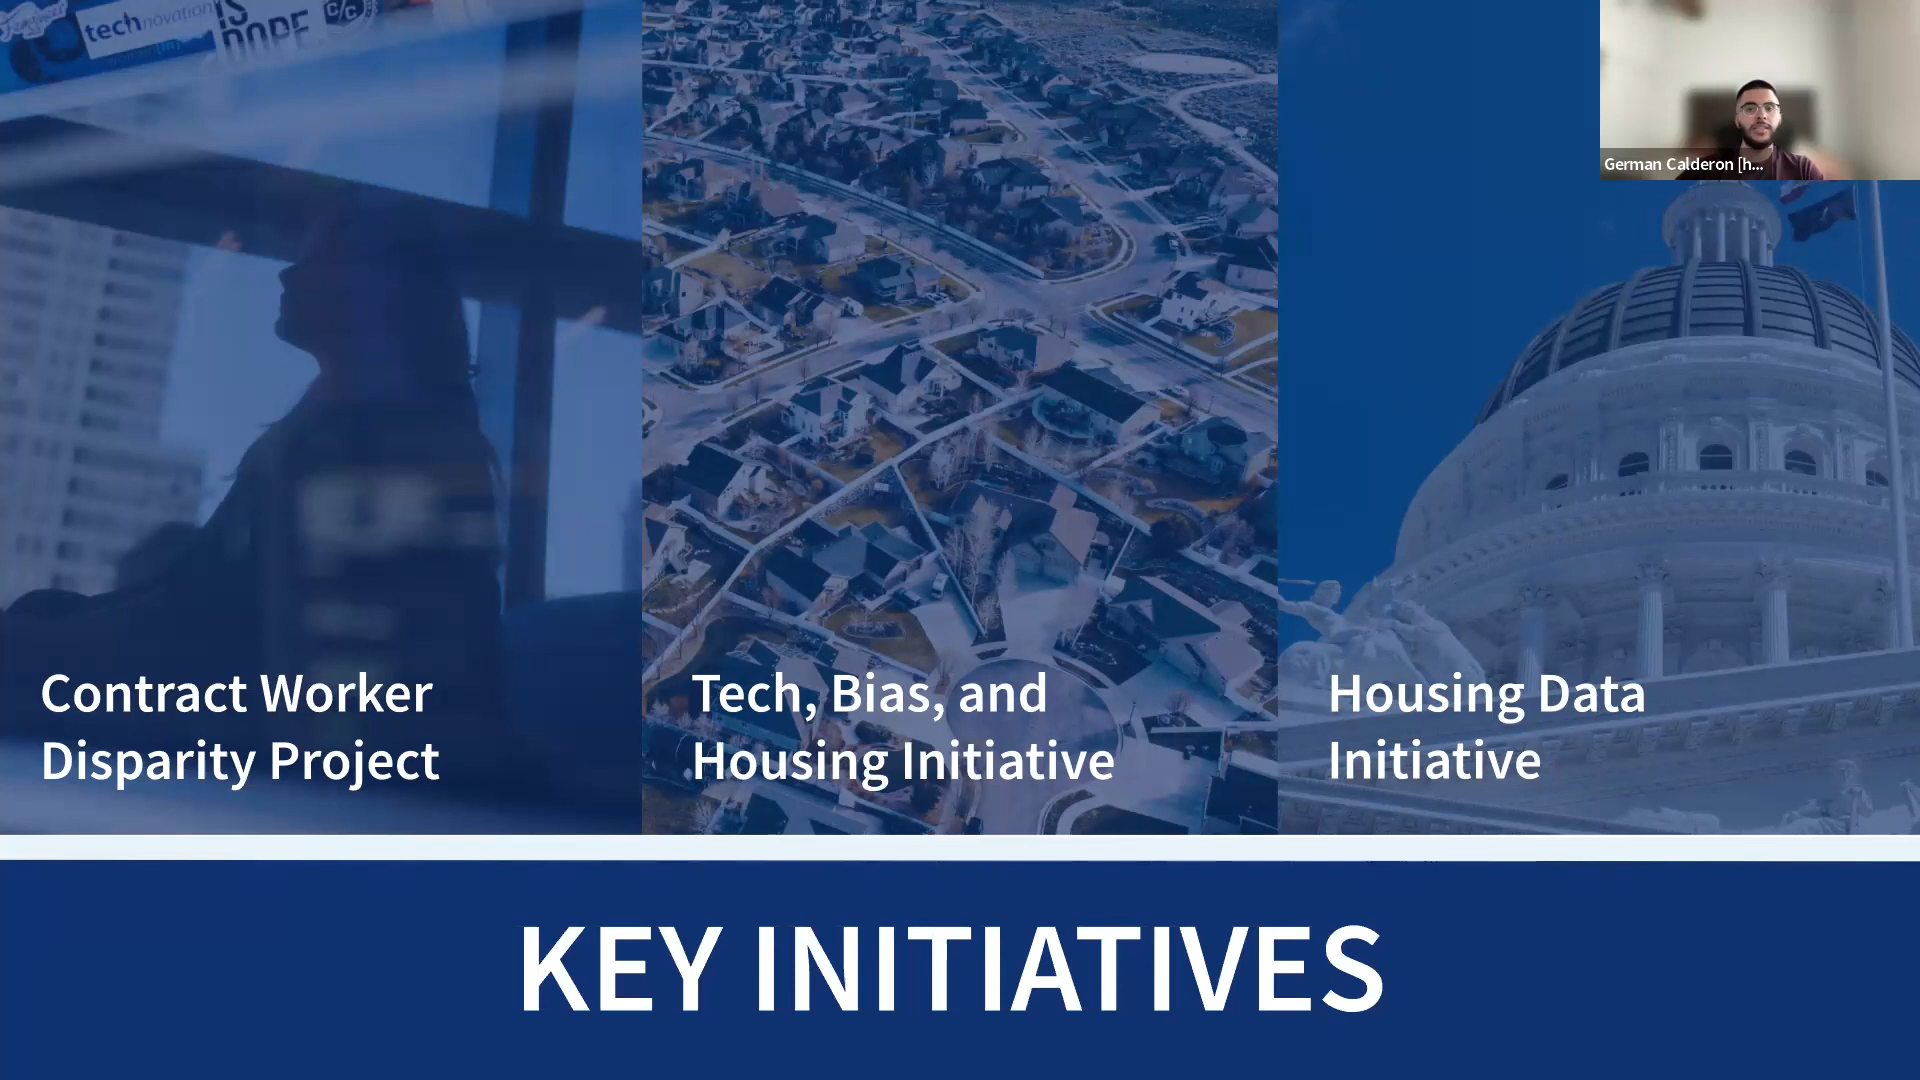 technovation
IS
DOPE.
C/C
German Calderon [h...
Contract Worker
Disparity Project
Tech, Bias, and
Housing Initiative
Housing Data
Initiative
KEY INITIATIVES